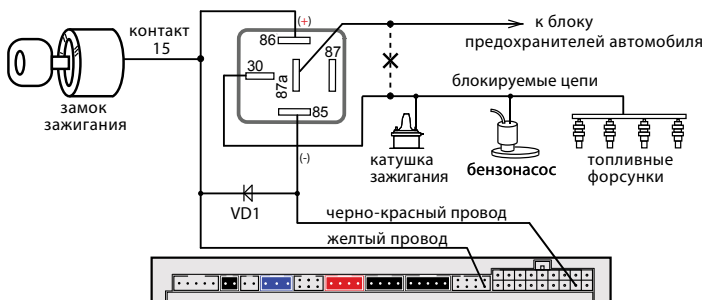 контакт
15
замок
зажигания
(+)
86
87
30
87a
85
(-)
VD1
к блоку
предохранителей автомобиля
блокируемые цепи
катушка
зажигания
бензонасос
топливные
форсунки
черно-красный провод
желтый провод